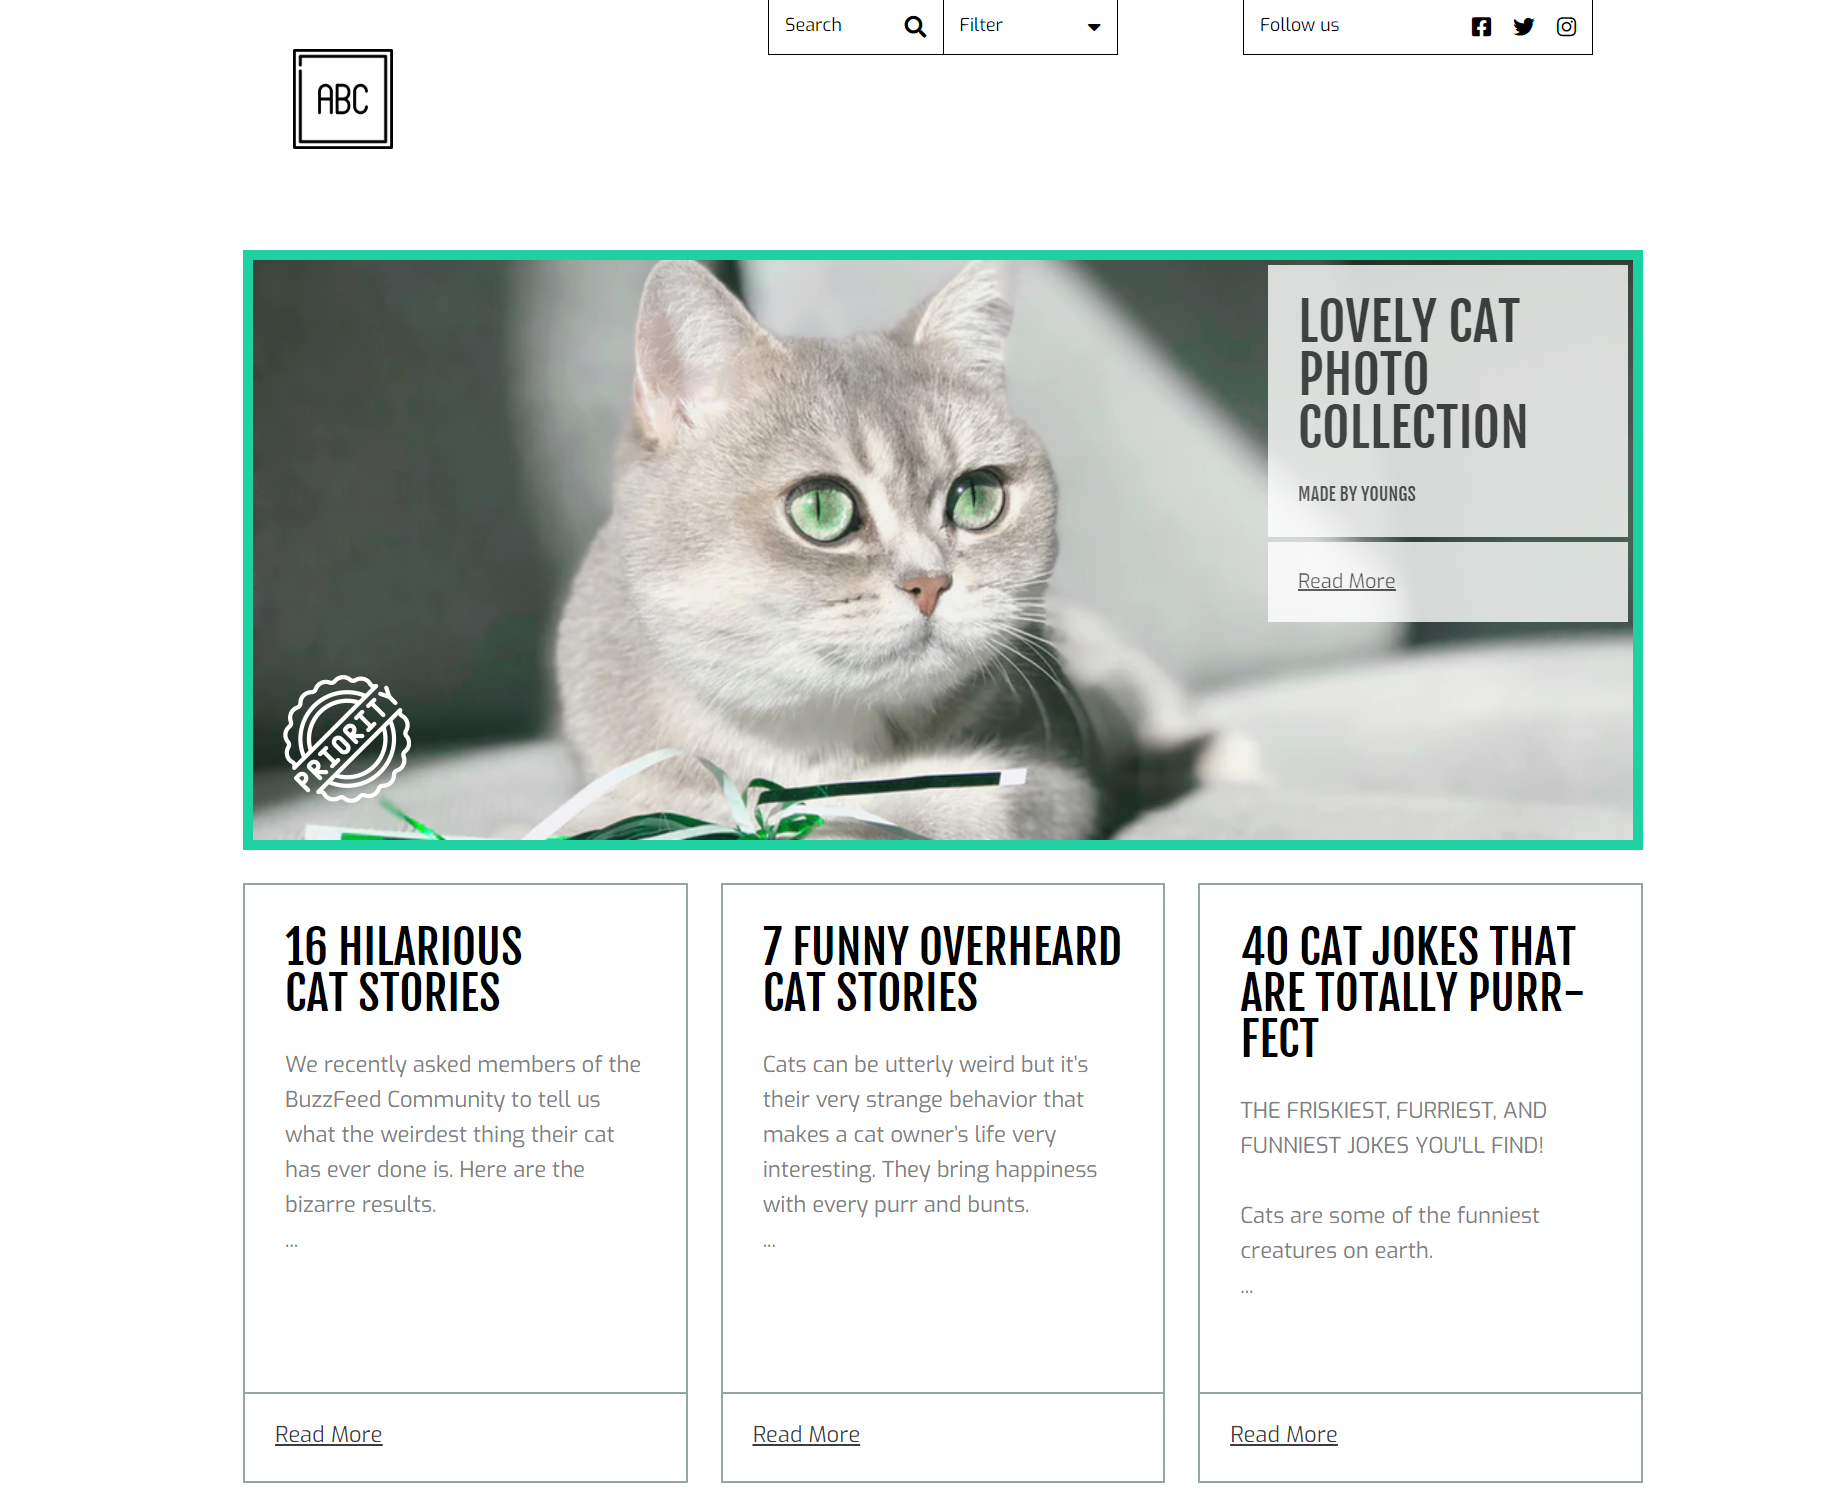 Search
Filter
Follow us
ABC
LOVELY CAT
PHOTO
COLLECTION
MADE BY YOUNGS
Read More
PRIORITY
16 HILARIOUS
CAT STORIES
We recently asked members of the
BuzzFeed Community to tell us
what the weirdest thing their cat
has ever done is. Here are the
bizarre results.
...
Read More
7 FUNNY OVERHEARD
CAT STORIES
Cats can be utterly weird but it's
their very strange behavior that
makes a cat owner's life very
interesting. They bring happiness
with every purr and bunts.
...
Read More
40 CAT JOKES THAT
ARE TOTALLY PURR-
FECT
THE FRISKIEST, FURRIEST, AND
FUNNIEST JOKES YOU'LL FIND!
Cats are some of the funniest
creatures on earth.
...
Read More